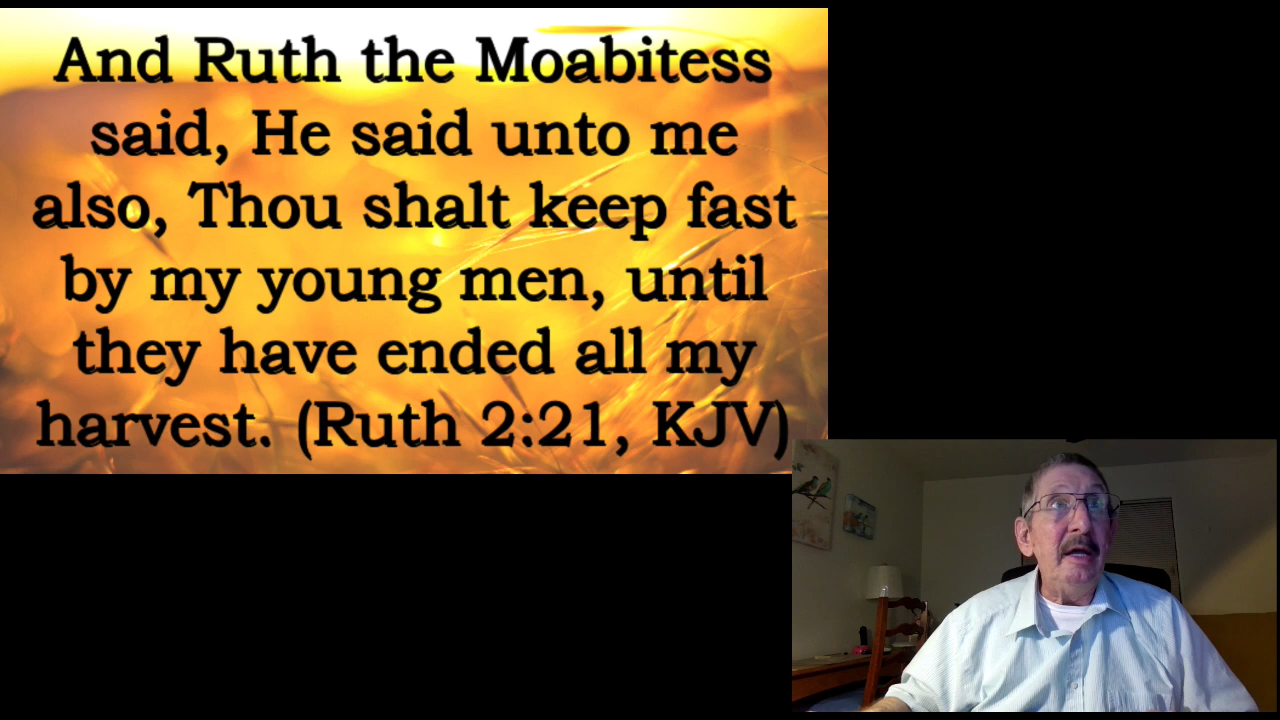 And Ruth the Moabitess
said, He said unto me
also, Thou shalt keep fast
by my young men, until
they have ended all my
harvest. (Ruth 2:21, KJV)